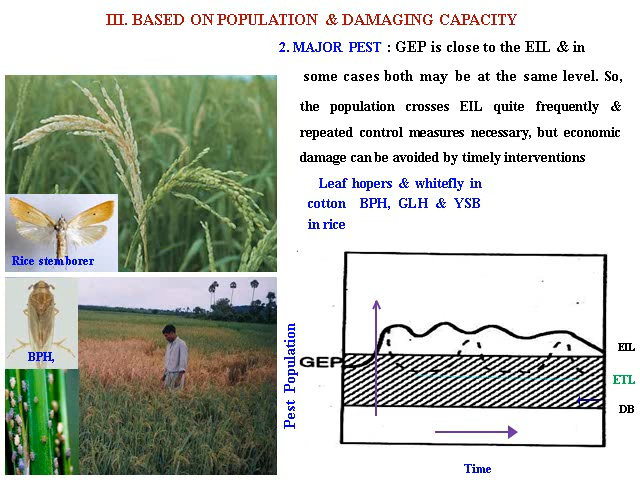 III. BASED ON POPULATION & DAMAGING CAPACITY
2. MAJOR PEST : GEP is close to the EIL & in
some cases both may be at the same level. So,
the population crosses EIL quite frequently &
repeated control measures necessary, but economic
damage can be avoided by timely interventions
Leaf hopers & whitefly in
cotton BPH, GLH & YSB
in rice
Rice stemborer
BPH,
Pest Population
GEP
EIL
ETL
DB
Time